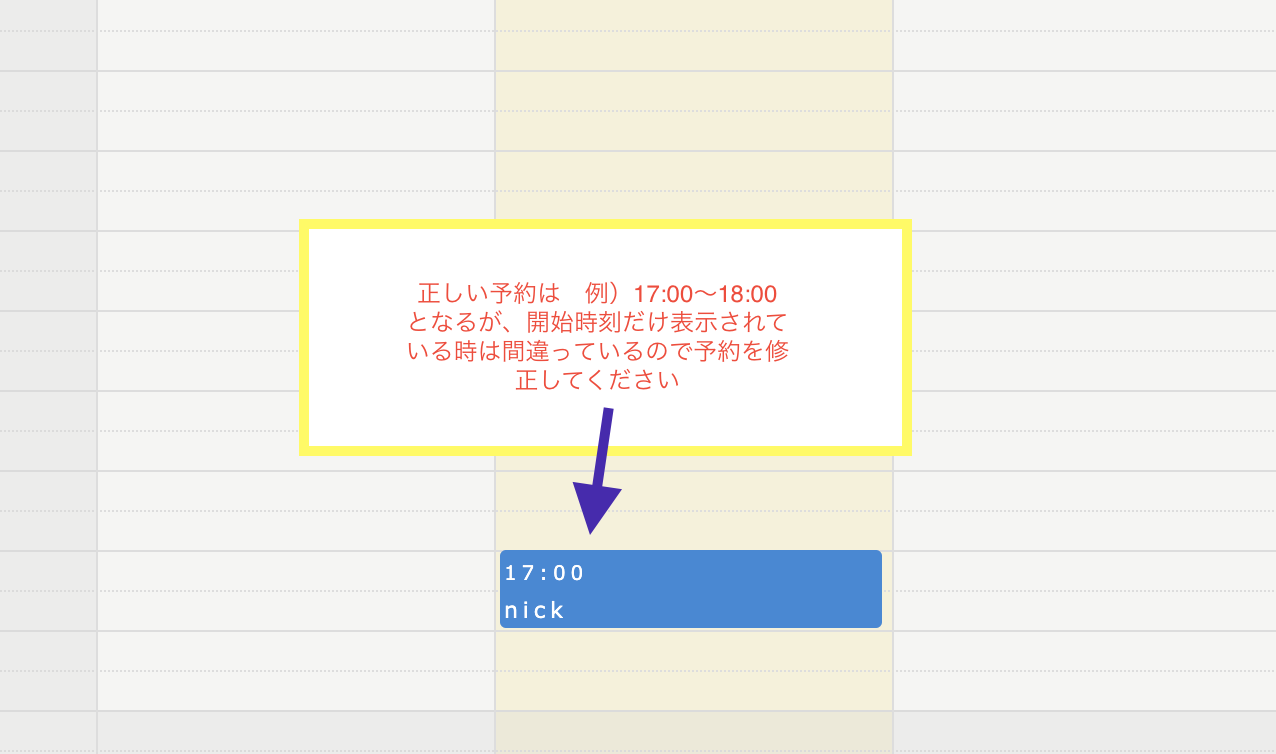 正しい予約は　例）17:00〜18:00
となるが、開始時刻だけ表示されて
いる時は間違っているので予約を修
正してください
17:00
nick